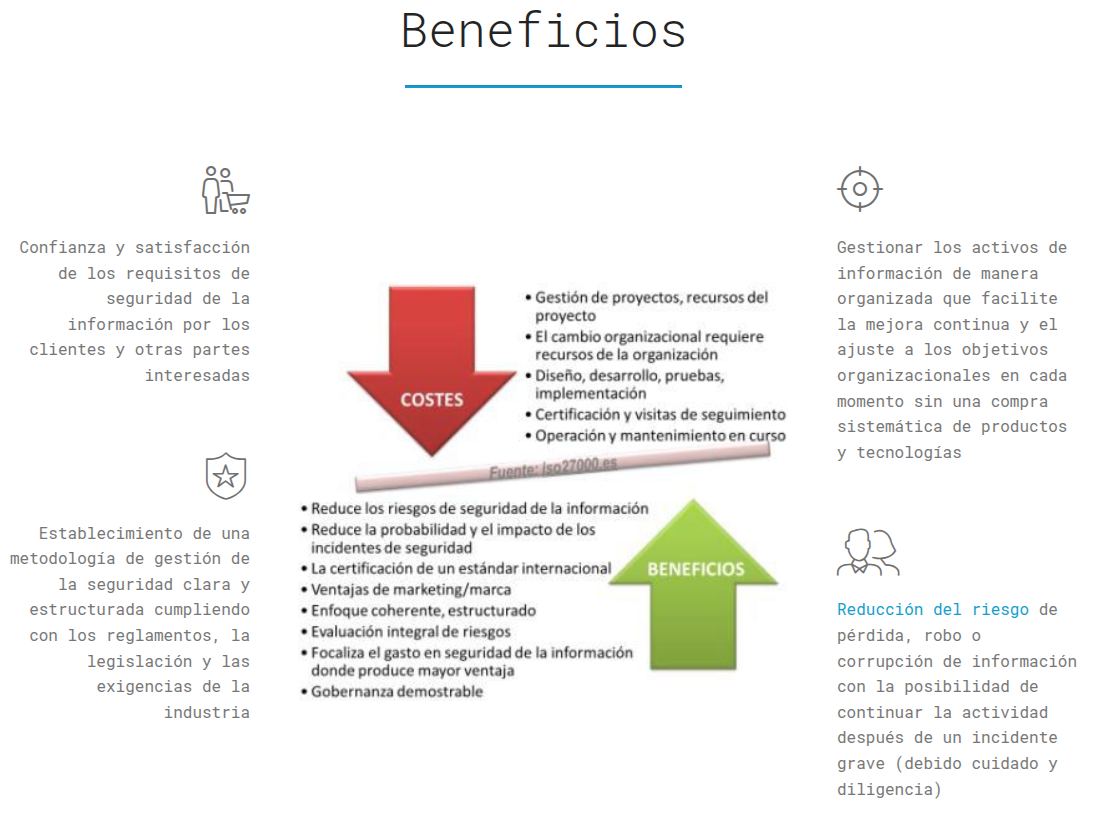 Beneficios
Confianza y satisfacción
de los requisitos de
seguridad de la
información por los
clientes y otras partes
interesadas
Establecimiento de una
metodología de gestión de
la seguridad clara y
estructurada cumpliendo
con los reglamentos, la
legislación y las
exigencias de la
industria
COSTES
• Gestión de proyectos, recursos del
proyecto
• El cambio organizacional requiere
recursos de la organización
• Diseño, desarrollo, pruebas,
implementación
• Certificación y visitas de seguimiento
• Operación y mantenimiento en curso
Fuente: iso27000.es
• Reduce los riesgos de seguridad de la información
• Reduce la probabilidad y el impacto de los
incidentes de seguridad
• La certificación de un estándar internacional
• Ventajas de marketing/marca
• Enfoque coherente, estructurado
• Evaluación integral de riesgos
• Focaliza el gasto en seguridad de la información
donde produce mayor ventaja
• Gobernanza demostrable
BENEFICIOS
Gestionar los activos de
información de manera
organizada que facilite
la mejora continua y el
ajuste a los objetivos
organizacionales en cada
momento sin una compra
sistemática de productos
y tecnologías
Reducción del riesgo de
pérdida, robo o
corrupción de información
con la posibilidad de
continuar la actividad
después de un incidente
grave (debido cuidado y
diligencia)